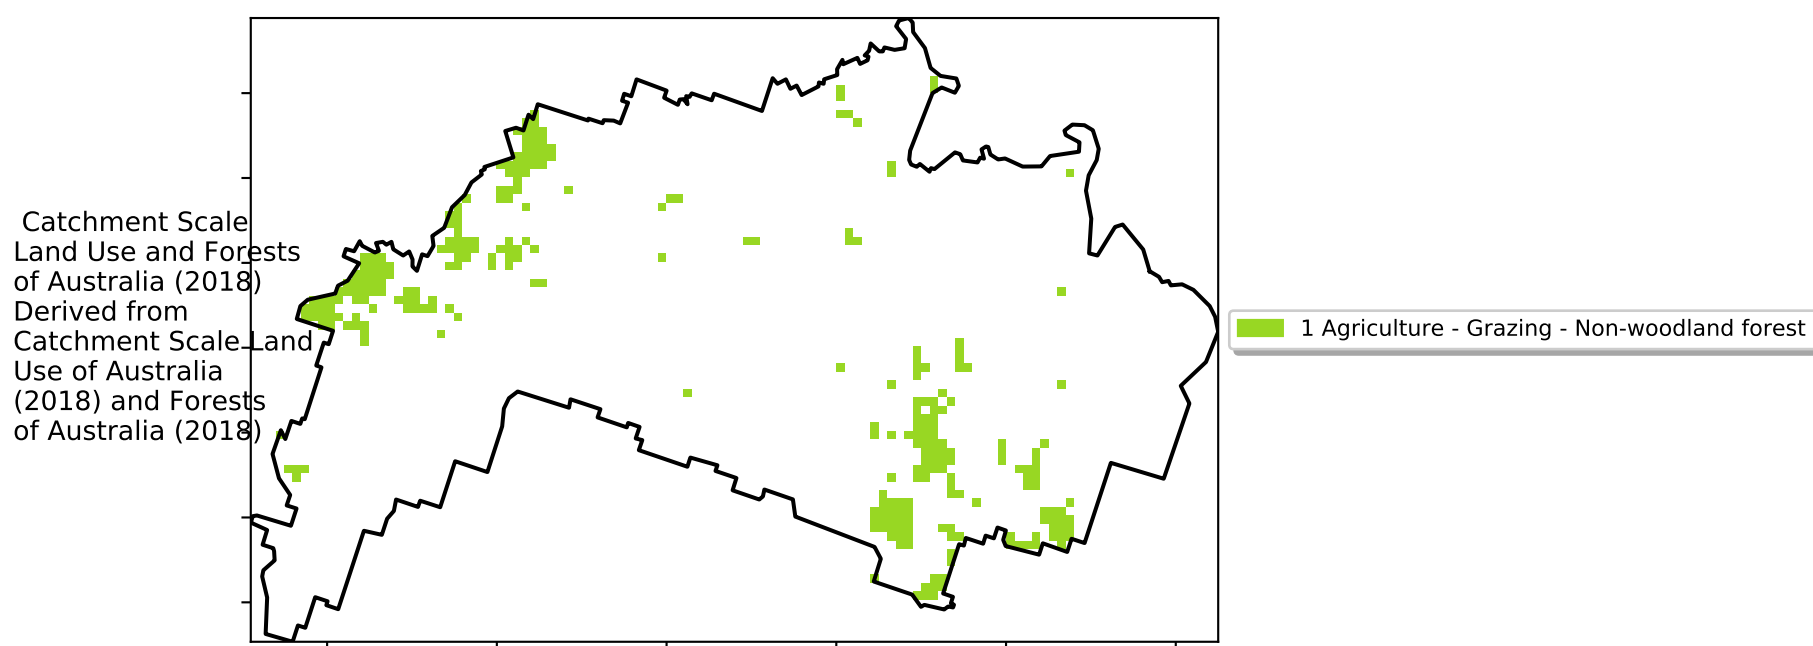 Catchment Scale
Land Use and Forests
of Australia (2018)
Derived from
Catchment Scale Land
Use of Australia
(2018) and Forests
of Australia (2018)
1 Agriculture - Grazing - Non-woodland forest